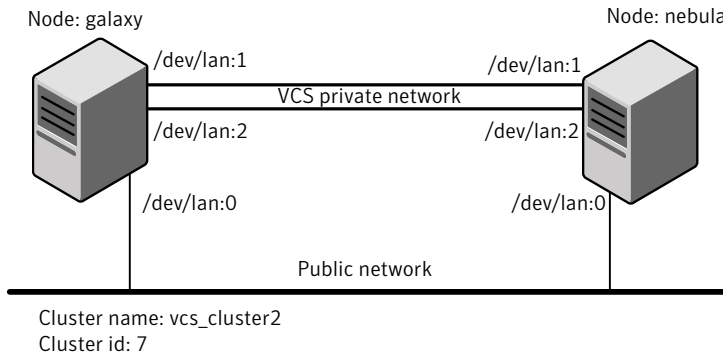 Node: galaxy
Node: nebula
/dev/lan:1
/dev/lan:1
VCS private network
/dev/lan:2
/dev/lan:2
/dev/lan:0
/dev/lan:0
Public network
Cluster name: vcs_cluster2
Cluster id: 7